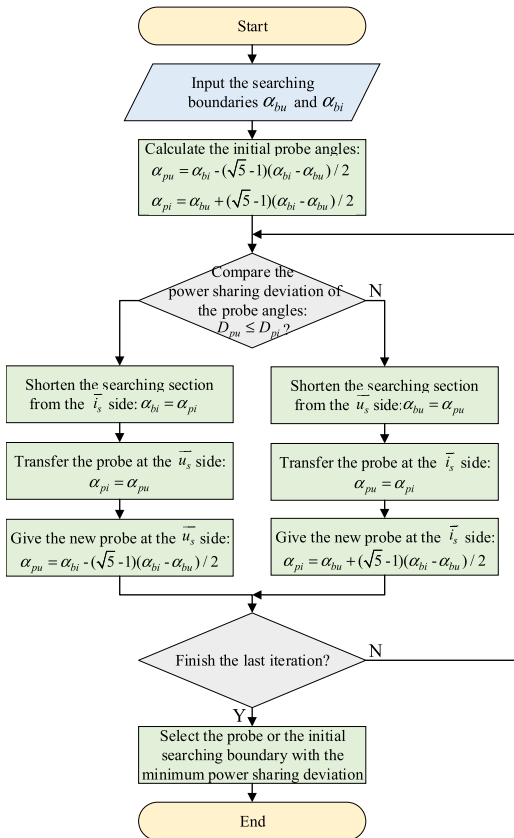 Start
Input the searching
boundaries α_bu and α_bi
Calculate the initial probe angles:
α_pu = α_bi -(√5 -1)(α_bi - α_bu) / 2
α_pi = α_bu + (√5 -1)(α_bi - α_bu) / 2
Compare the
power sharing deviation of
the probe angles:
D_pu ≤ D_pi ?
N
Shorten the searching section
from the i̅_s side: α_bi = α_pi
Transfer the probe at the u̅_s side:
α_pi = α_pu
Give the new probe at the u̅_s side:
α_pu = α_bi -(√5 -1)(α_bi - α_bu) / 2
Shorten the searching section
from the u̅_s side:α_bu = α_pu
Transfer the probe at the i̅_s side:
α_pu = α_pi
Give the new probe at the i̅_s side:
α_pi = α_bu + (√5 -1)(α_bi - α_bu) / 2
Finish the last iteration?
N
Y
Select the probe or the initial
searching boundary with the
minimum power sharing deviation
End